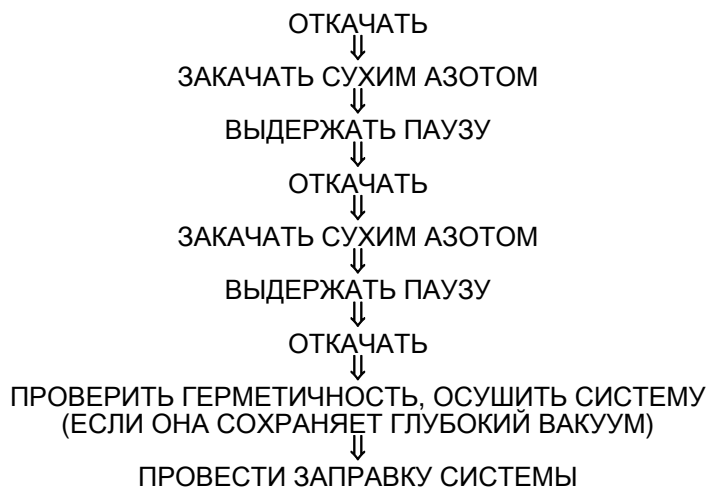 ОТКАЧАТЬ
⇓
ЗАКАЧАТЬ СУХИМ АЗОТОМ
⇓
ВЫДЕРЖАТЬ ПАУЗУ
⇓
ОТКАЧАТЬ
⇓
ЗАКАЧАТЬ СУХИМ АЗОТОМ
⇓
ВЫДЕРЖАТЬ ПАУЗУ
⇓
ОТКАЧАТЬ
⇓
ПРОВЕРИТЬ ГЕРМЕТИЧНОСТЬ, ОСУШИТЬ СИСТЕМУ
(ЕСЛИ ОНА СОХРАНЯЕТ ГЛУБОКИЙ ВАКУУМ)
⇓
ПРОВЕСТИ ЗАПРАВКУ СИСТЕМЫ